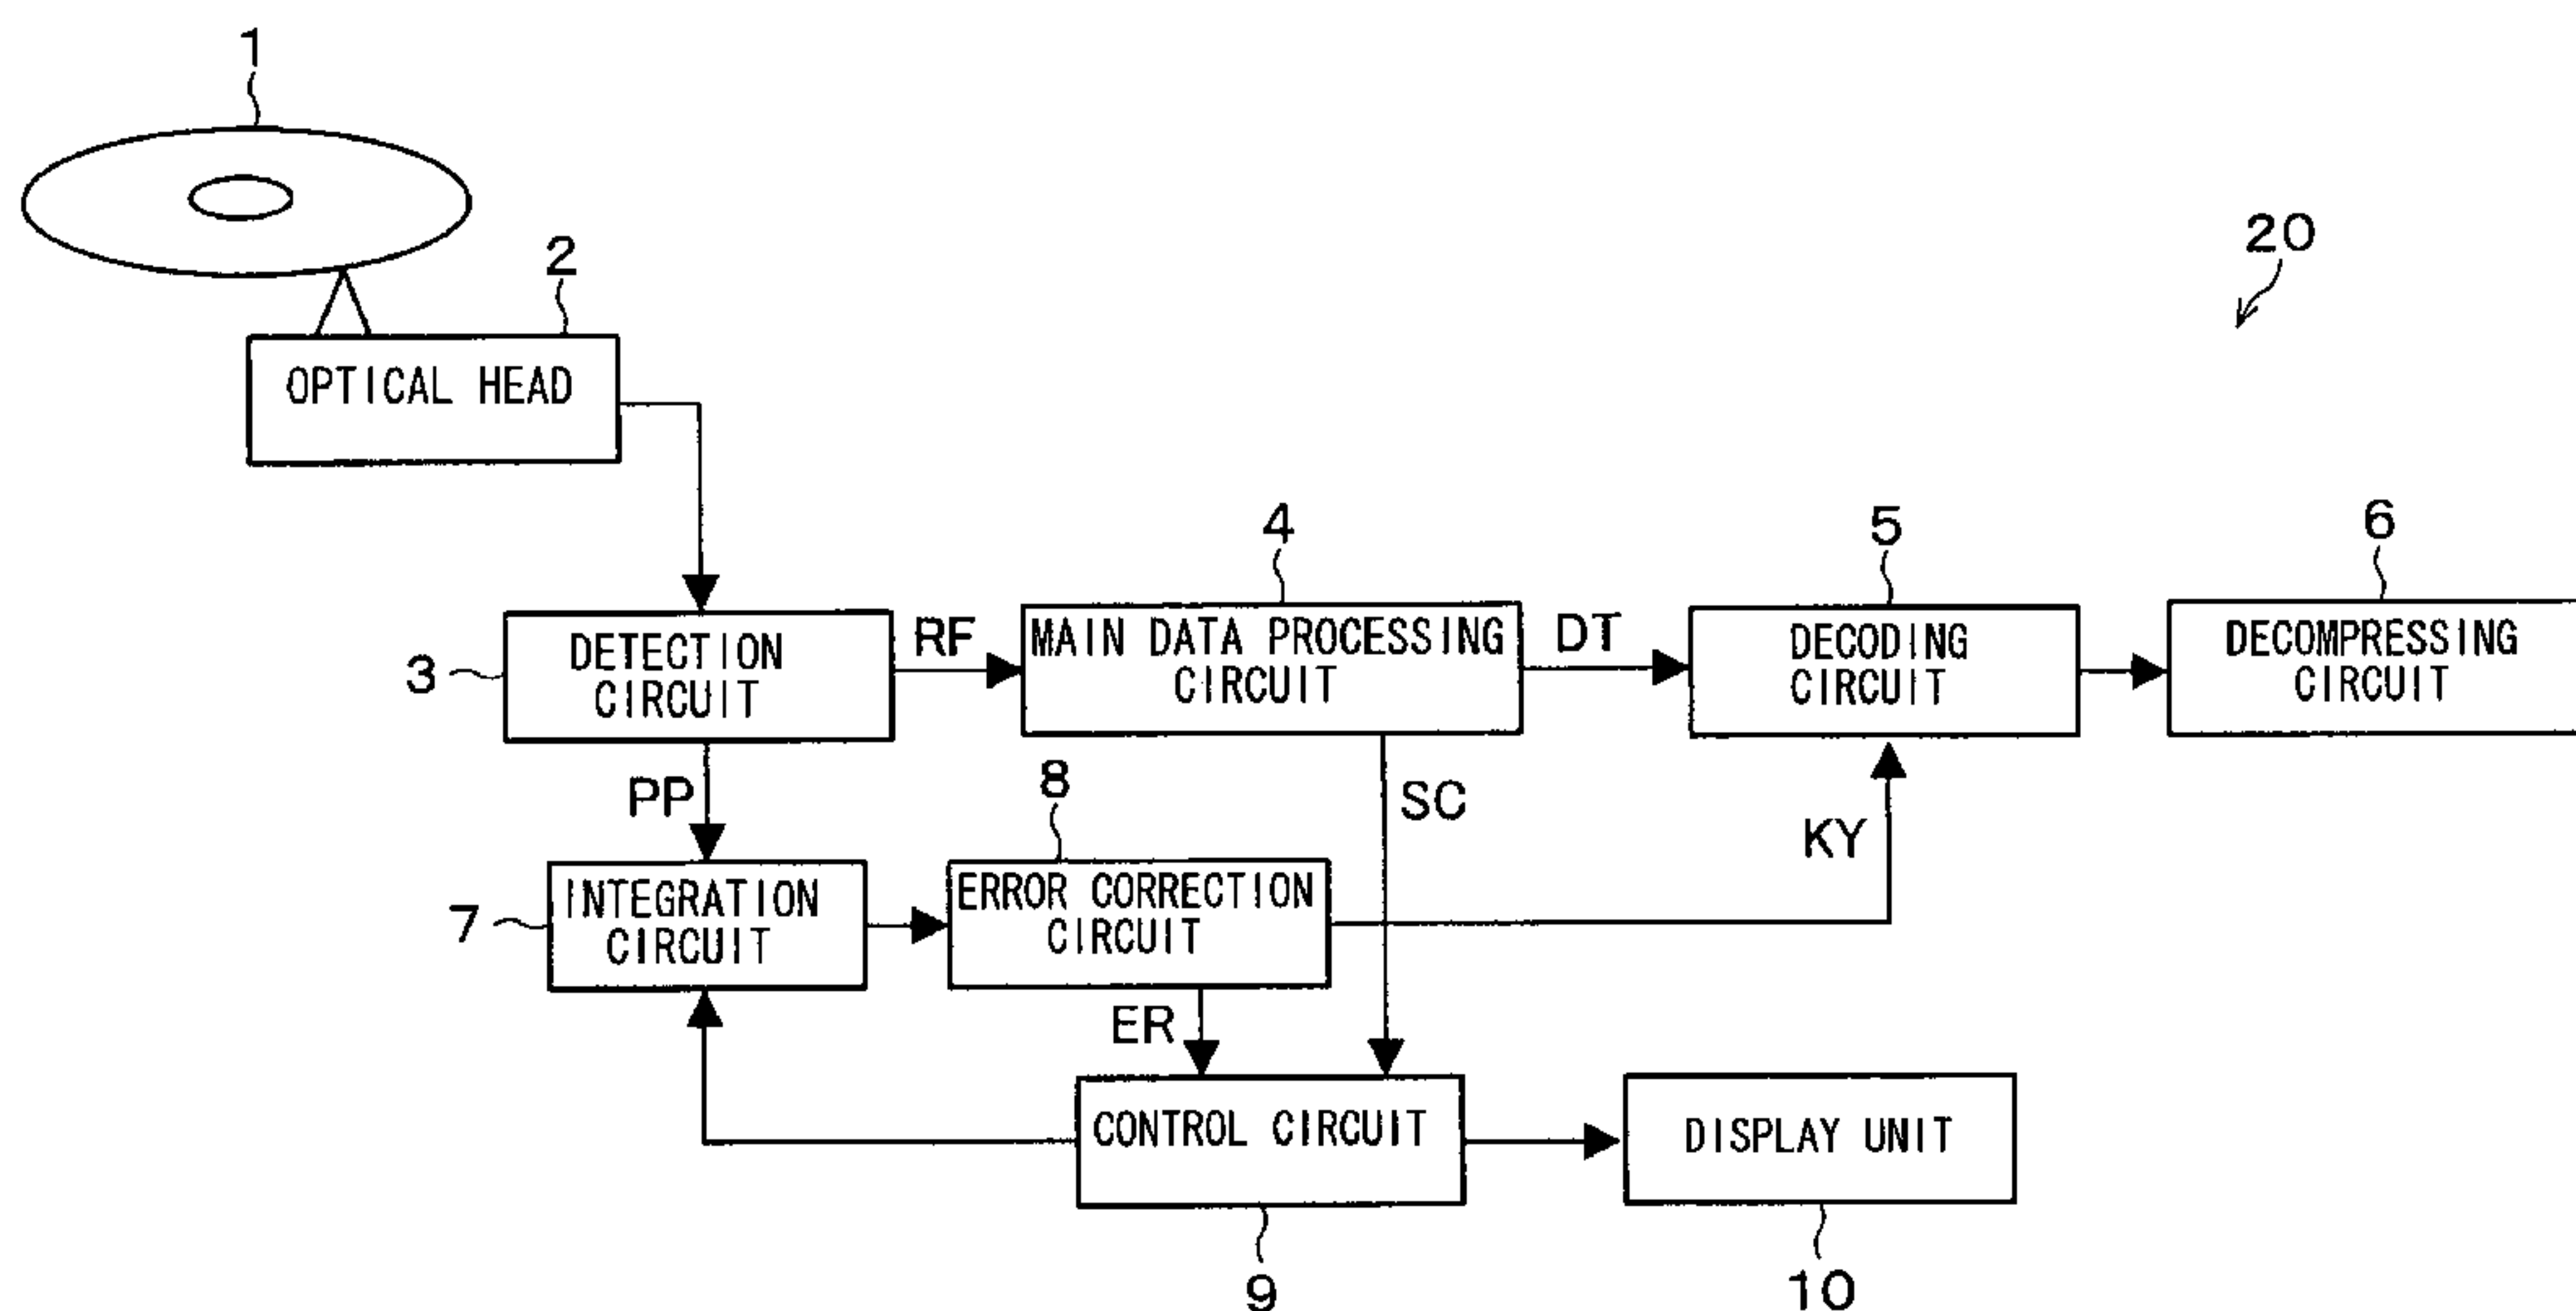 1
2
20
OPTICAL HEAD
4
5
6
3
DETECTION
CIRCUIT
RF
MAIN DATA PROCESSING
CIRCUIT
DT
DECODING
CIRCUIT
DECOMPRESSING
CIRCUIT
PP
8
SC
KY
7
INTEGRATION
CIRCUIT
ERROR CORRECTION
CIRCUIT
ER
CONTROL CIRCUIT
DISPLAY UNIT
9
10